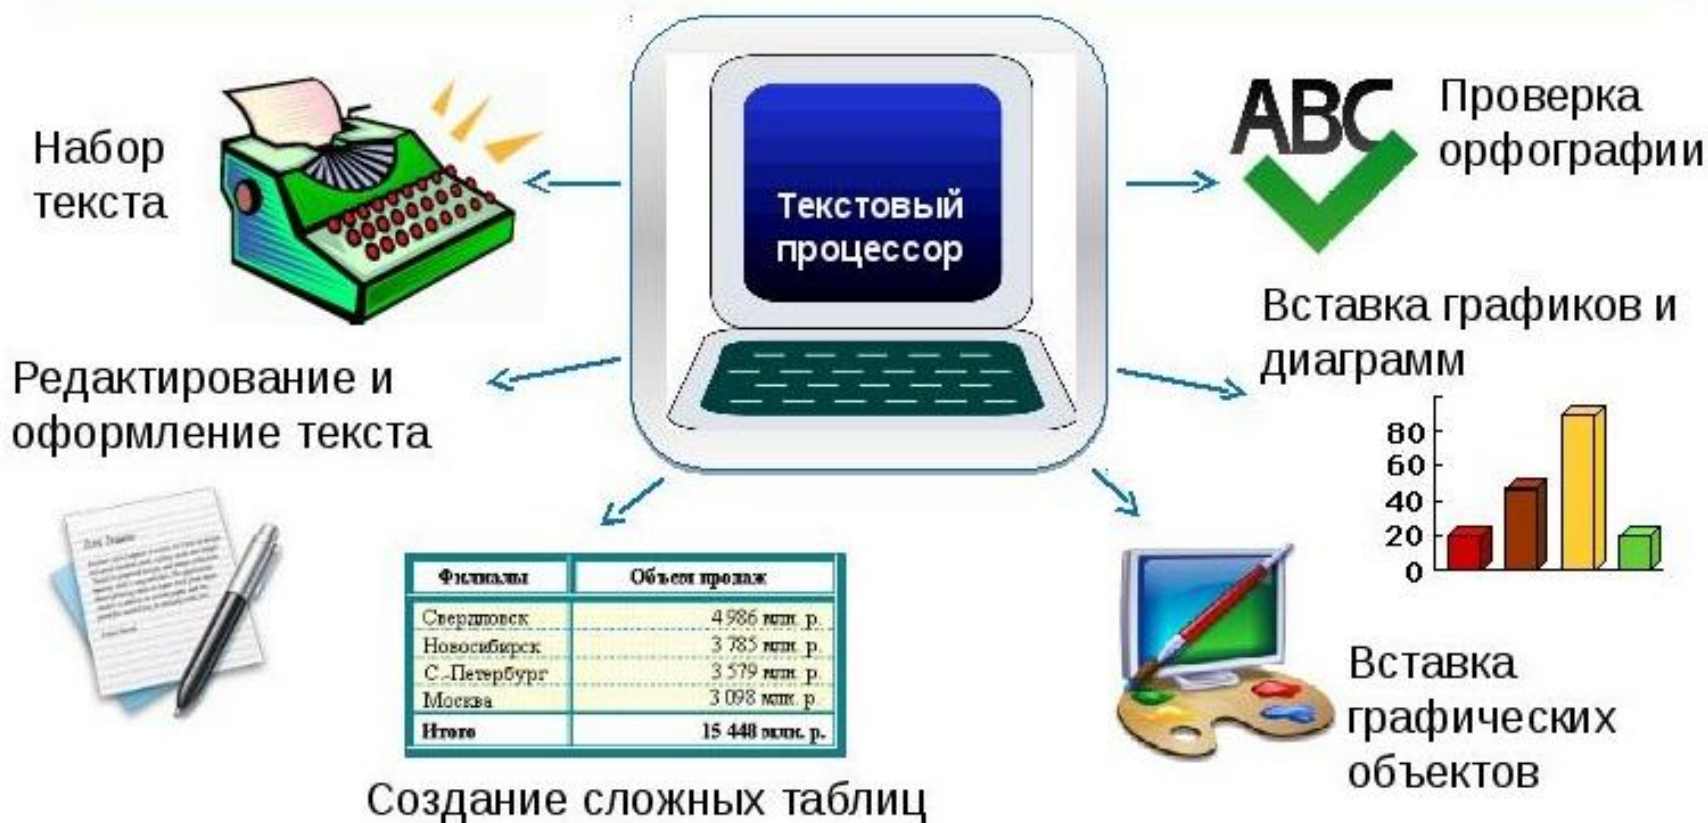 Набор
текста
Текстовый
процессор
ABC
Проверка
орфографии
Редактирование и
оформление текста
Вставка графиков и
диаграмм
80
60
40
20
0
Филиалы Объем продаж
Свердловск 4 986 млн. р.
Новосибирск 3 785 млн. р.
С.-Петербург 3 579 млн. р.
Москва 3 098 млн. р.
Итого 15 448 млн. р.
Создание сложных таблиц
Вставка
графических
объектов